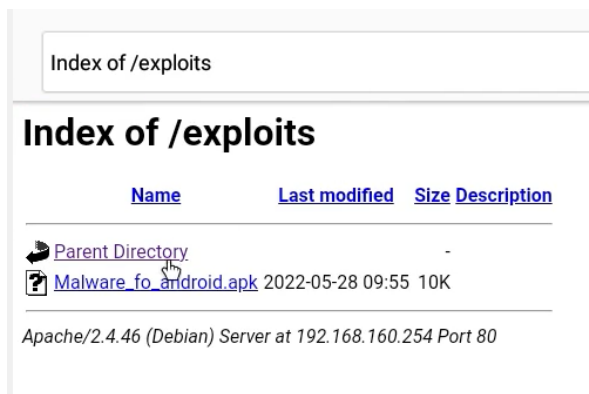 Index of /exploits
Index of /exploits
Name Last modified Size Description
Parent Directory -
Malware_fo_android.apk 2022-05-28 09:55 10K
Apache/2.4.46 (Debian) Server at 192.168.160.254 Port 80